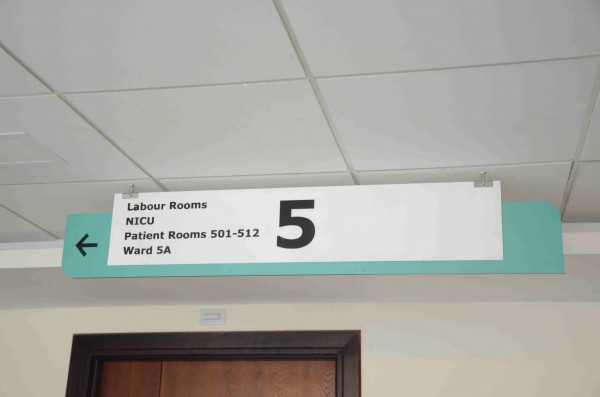 Labour Rooms
NICU
Patient Rooms 501-512
Ward 5A
5